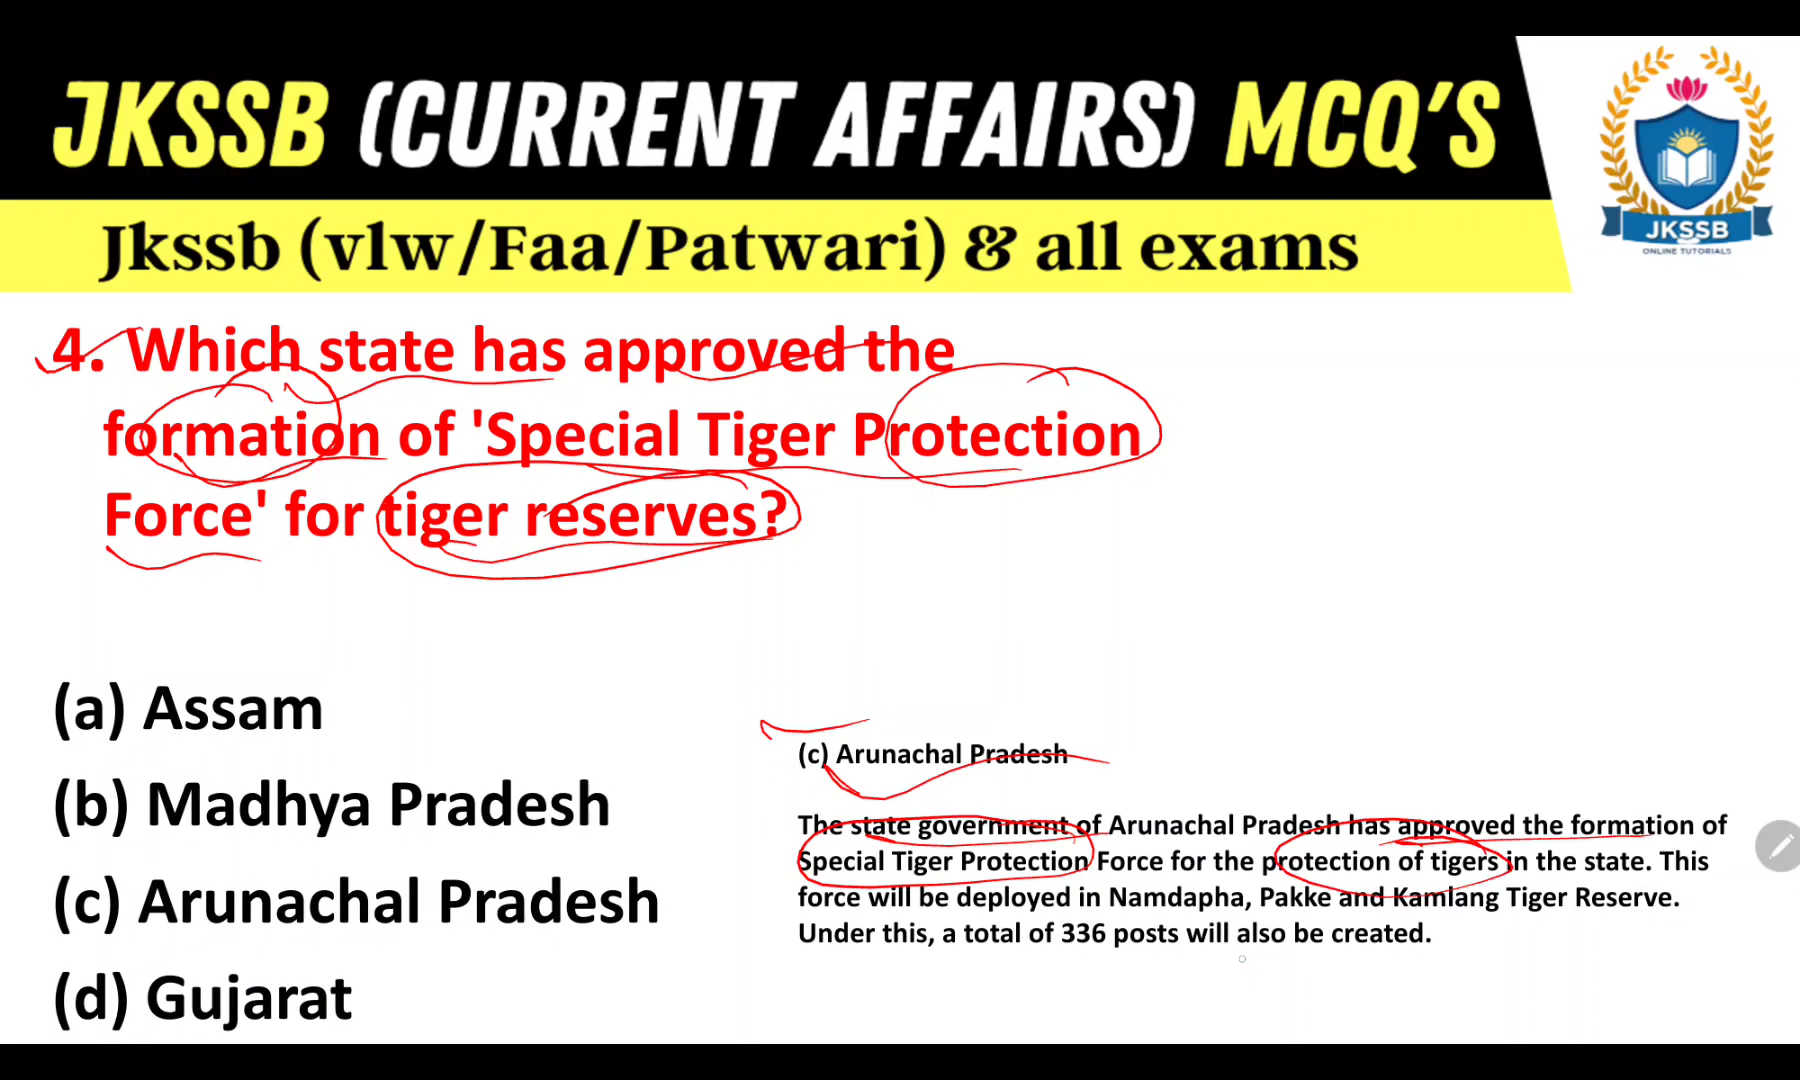 JKSSB (CURRENT AFFAIRS) MCQ'S
Jkssb (vlw/Faa/Patwari) & all exams
JKSSB
ONLINE TUTORIALS
4. Which state has approved the
formation of 'Special Tiger Protection
Force' for tiger reserves?
(a) Assam
(b) Madhya Pradesh
(c) Arunachal Pradesh
(d) Gujarat
(c) Arunachal Pradesh
The state government of Arunachal Pradesh has approved the formation of
Special Tiger Protection Force for the protection of tigers in the state. This
force will be deployed in Namdapha, Pakke and Kamlang Tiger Reserve.
Under this, a total of 336 posts will also be created.